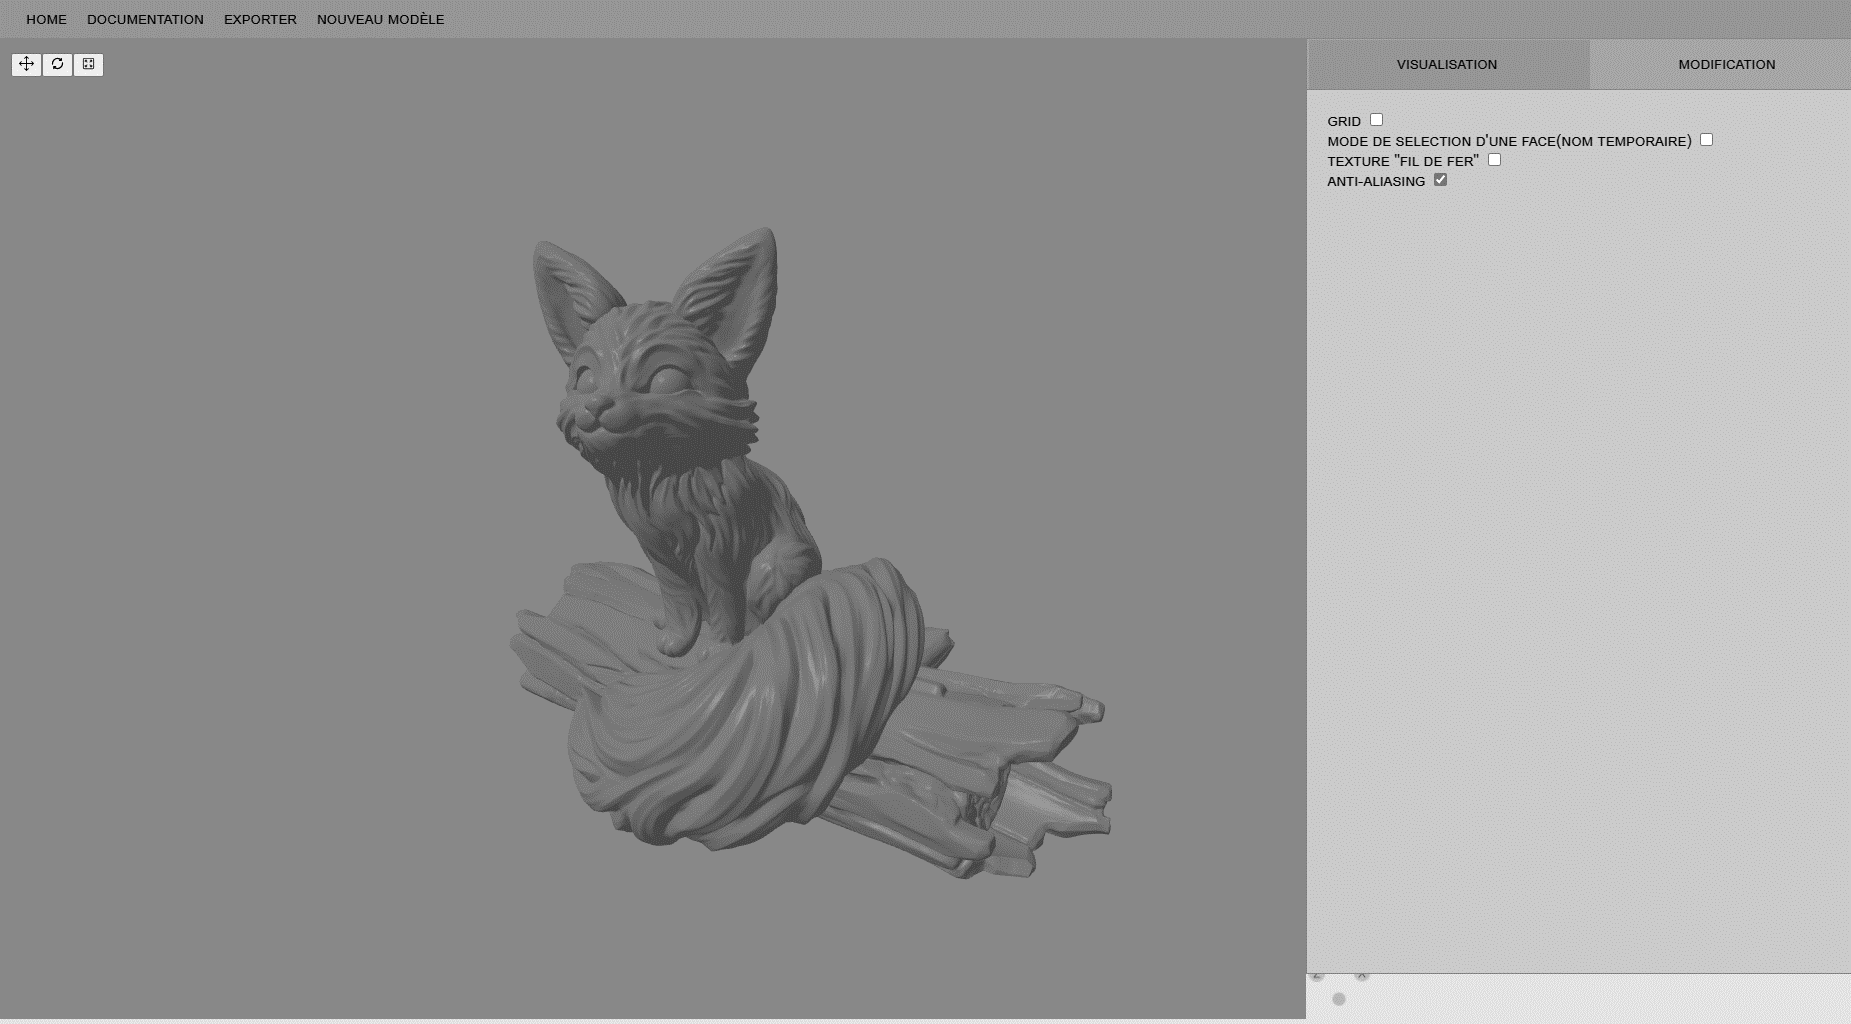 HOME DOCUMENTATION EXPORTER NOUVEAU MODÈLE
VISUALISATION MODIFICATION
GRID
MODE DE SELECTION D'UNE FACE(NOM TEMPORAIRE)
TEXTURE "FIL DE FER"
ANTI-ALIASING